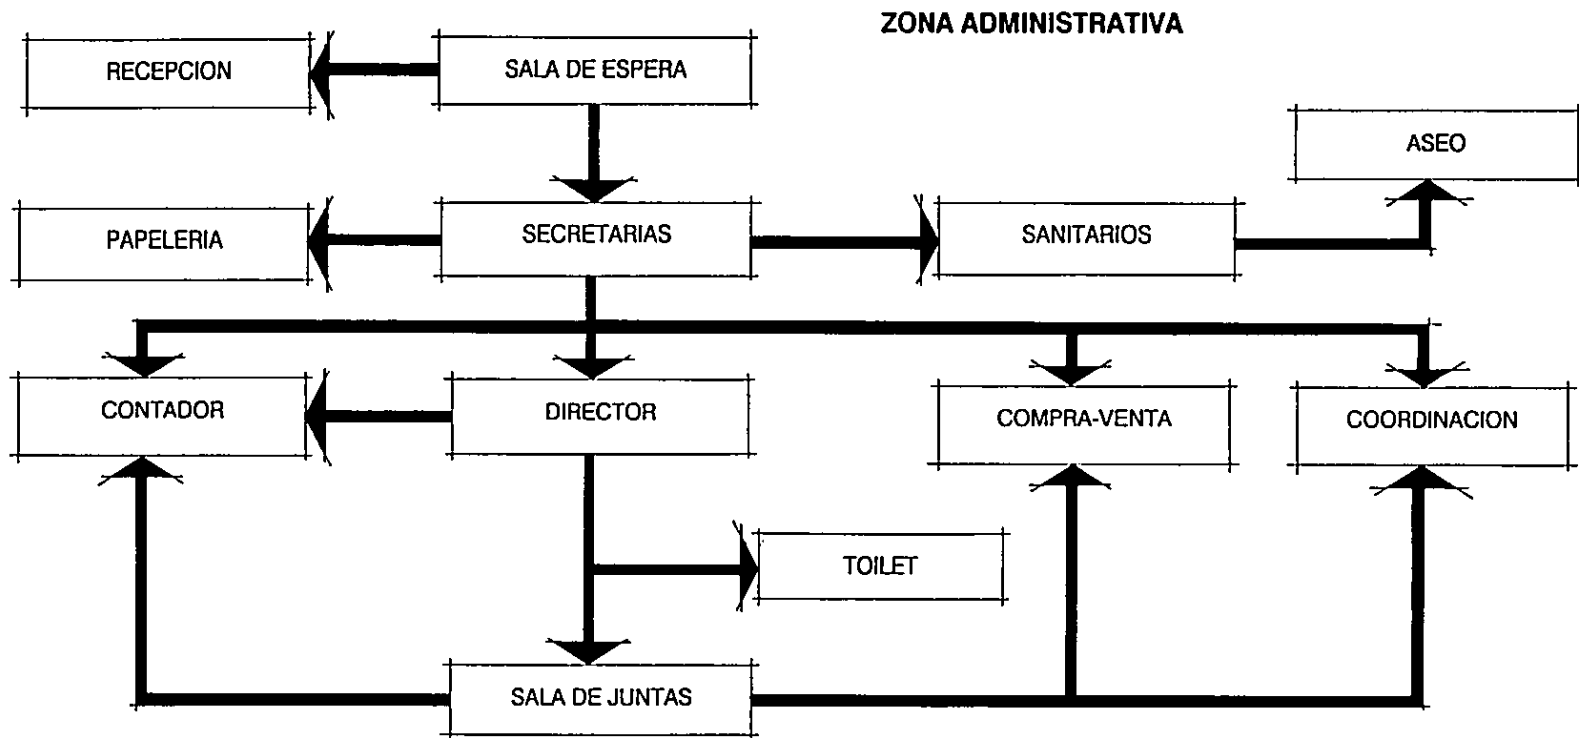 ZONA ADMINISTRATIVA
RECEPCION
SALA DE ESPERA
ASEO
PAPELERIA
SECRETARIAS
SANITARIOS
CONTADOR
DIRECTOR
COMPRA-VENTA
COORDINACION
TOILET
SALA DE JUNTAS